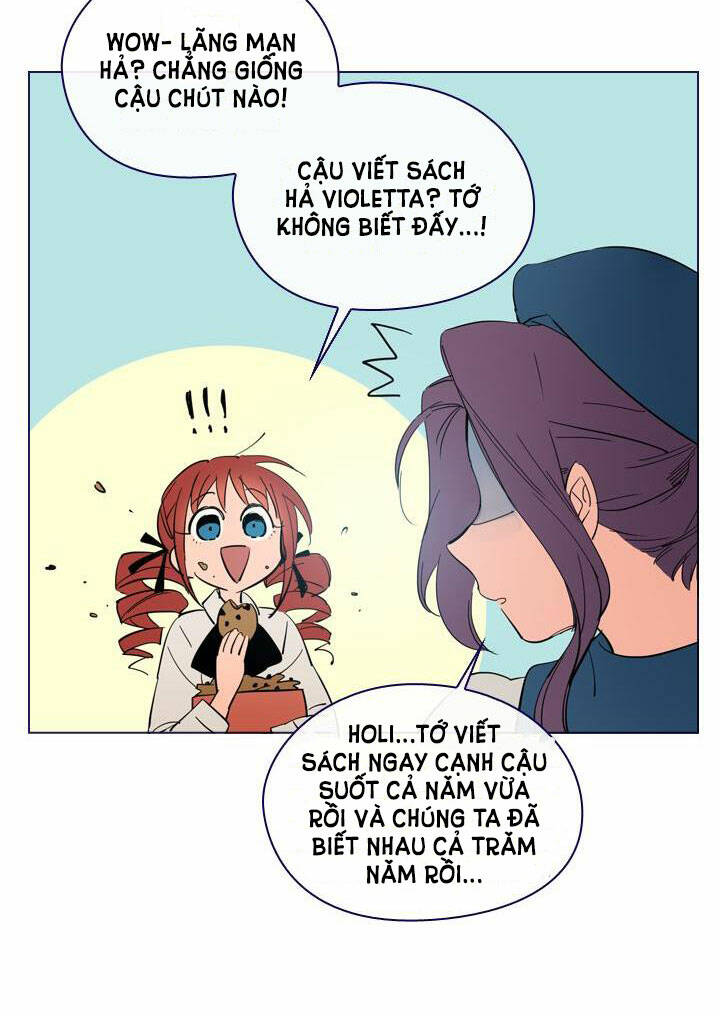 WOW- LÃNG MẠN
HẢ? CHẲNG GIỐNG
CẬU CHÚT NÀO!
CẬU VIẾT SÁCH
HẢ VIOLETTA? TỚ
KHÔNG BIẾT ĐẤY...!
!!!
HOLI...TỚ VIẾT
SÁCH NGAY CẠNH CẬU
SUỐT CẢ NĂM VỪA
RỒI VÀ CHÚNG TA ĐÃ
BIẾT NHAU CẢ TRĂM
NĂM RỒI...